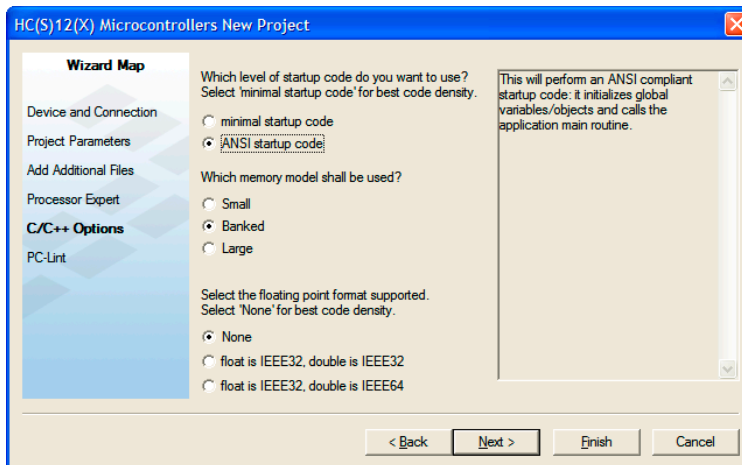 HC(S)12(X) Microcontrollers New Project
Wizard Map
Device and Connection
Project Parameters
Add Additional Files
Processor Expert
C/C++ Options
PC-Lint
Which level of startup code do you want to use?
Select 'minimal startup code' for best code density.
minimal startup code
ANSI startup code
Which memory model shall be used?
Small
Banked
Large
Select the floating point format supported.
Select 'None' for best code density.
None
float is IEEE32, double is IEEE32
float is IEEE32, double is IEEE64
This will perform an ANSI compliant
startup code: it initializes global
variables/objects and calls the
application main routine.
< Back
Next >
Finish
Cancel